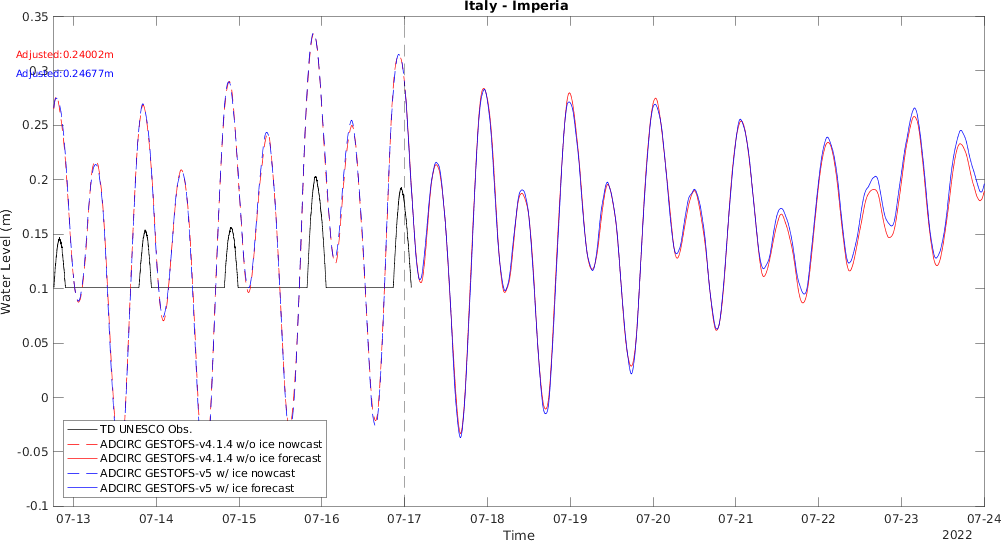 Italy - Imperia
0.35
Adjusted:0.24002m
0.3
Adjusted:0.24677m
0.25
0.2
0.15
0.1
0.05
0
-0.05
-0.1
Water Level (m)
TD UNESCO Obs.
ADCIRC GESTOFS-v4.1.4 w/o ice nowcast
ADCIRC GESTOFS-v4.1.4 w/o ice forecast
ADCIRC GESTOFS-v5 w/ ice nowcast
ADCIRC GESTOFS-v5 w/ ice forecast
07-13 07-14 07-15 07-16 07-17 07-18 07-19 07-20 07-21 07-22 07-23 07-24
Time
2022